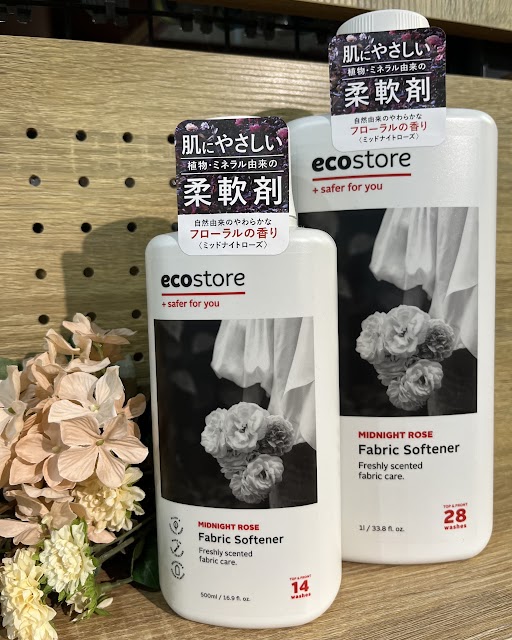 肌にやさしい
植物・ミネラル由来の
柔軟剤
自然由来のやわらかな
フローラルの香り
〈ミッドナイトローズ〉
ecostore
+ safer for you
MIDNIGHT ROSE
Fabric Softener
Freshly scented
fabric care.
TOP & FRONT
14
washes
500ml / 16.9 fl. oz.
肌にやさしい
植物・ミネラル由来の
柔軟剤
自然由来のやわらかな
フローラルの香り
〈ミッドナイトローズ〉
ecostore
+ safer for you
MIDNIGHT ROSE
Fabric Softener
Freshly scented
fabric care.
TOP & FRONT
28
washes
1l / 33.8 fl. oz.